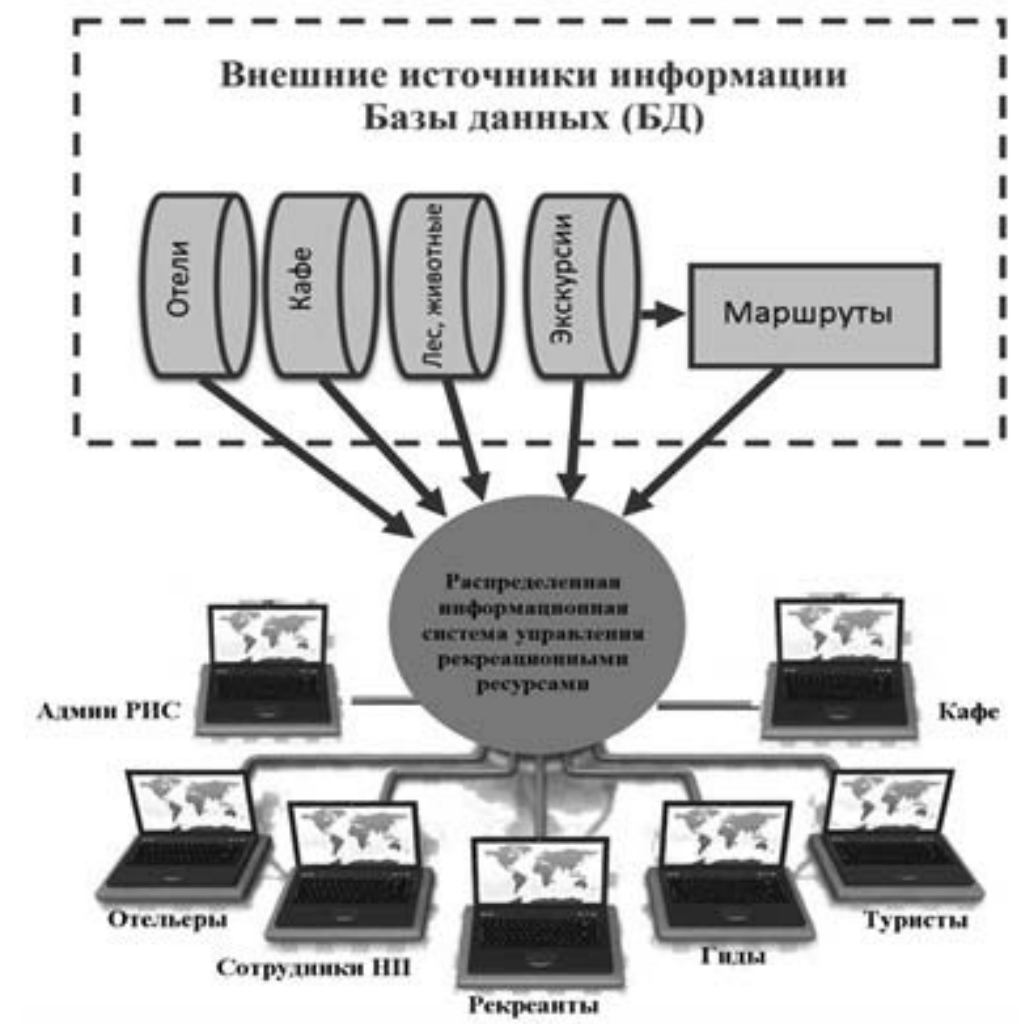 Внешние источники информации
Базы данных (БД)
Отели
Кафе
Лес, животные
Экскурсии
Маршруты
Распределенная
информационная
система управления
рекреационными
ресурсами
Админ РИС
Кафе
Отельеры
Сотрудники НП
Рекреанты
Гиды
Туристы